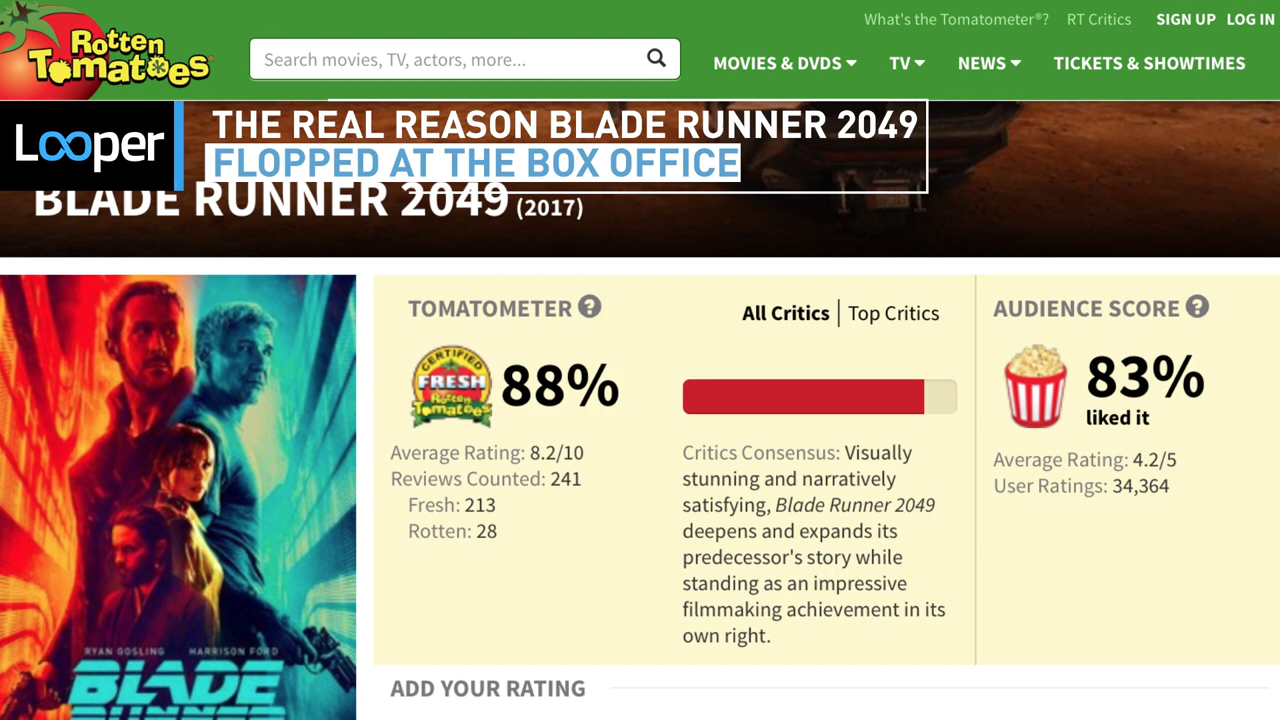 What's the Tomatometer®? RT Critics SIGN UP LOG IN
Rotten
Tomatoes
Search movies, TV, actors, more...
MOVIES & DVDS TV NEWS TICKETS & SHOWTIMES
Looper
THE REAL REASON BLADE RUNNER 2049
FLOPPED AT THE BOX OFFICE
BLADE RUNNER 2049 (2017)
TOMATOMETER ?
All Critics | Top Critics
CERTIFIED
FRESH
Rotten
Tomatoes
88%
Average Rating: 8.2/10
Reviews Counted: 241
Fresh: 213
Rotten: 28
Critics Consensus: Visually
stunning and narratively
satisfying, Blade Runner 2049
deepens and expands its
predecessor's story while
standing as an impressive
filmmaking achievement in its
own right.
AUDIENCE SCORE ?
83%
liked it
Average Rating: 4.2/5
User Ratings: 34,364
RYAN GOSLING HARRISON FORD
BLADE
RUNNER
ADD YOUR RATING